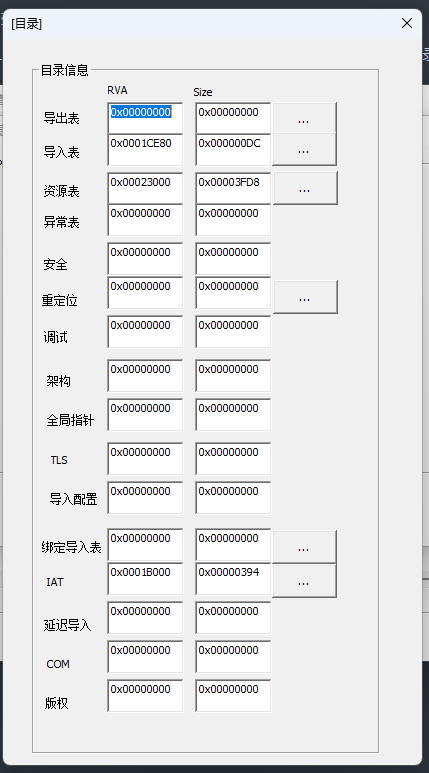 [目录]
目录信息
RVA Size
导出表 0x00000000 0x00000000 ...
导入表 0x0001CE80 0x000000DC ...
资源表 0x00023000 0x00003FD8 ...
异常表 0x00000000 0x00000000
安全 0x00000000 0x00000000
重定位 0x00000000 0x00000000 ...
调试 0x00000000 0x00000000
架构 0x00000000 0x00000000
全局指针 0x00000000 0x00000000
TLS 0x00000000 0x00000000
导入配置 0x00000000 0x00000000
绑定导入表 0x00000000 0x00000000 ...
IAT 0x0001B000 0x00000394 ...
延迟导入 0x00000000 0x00000000
COM 0x00000000 0x00000000
版权 0x00000000 0x00000000